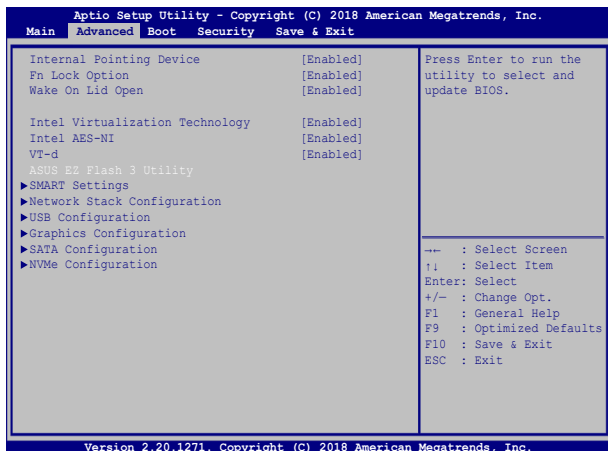 Aptio Setup Utility - Copyright (C) 2018 American Megatrends, Inc.
Main Advanced Boot Security Save & Exit
Internal Pointing Device [Enabled]
Fn Lock Option [Enabled]
Wake On Lid Open [Enabled]
Intel Virtualization Technology [Enabled]
Intel AES-NI [Enabled]
VT-d [Enabled]
ASUS EZ Flash 3 Utility
▶SMART Settings
▶Network Stack Configuration
▶USB Configuration
▶Graphics Configuration
▶SATA Configuration
▶NVMe Configuration
Press Enter to run the
utility to select and
update BIOS.
→← : Select Screen
↑↓ : Select Item
Enter: Select
+/— : Change Opt.
F1 : General Help
F9 : Optimized Defaults
F10 : Save & Exit
ESC : Exit
Version 2.20.1271. Copyright (C) 2018 American Megatrends, Inc.